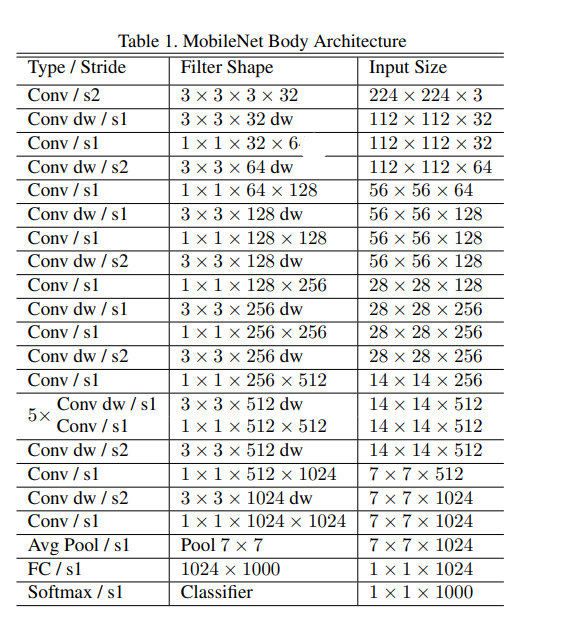 Table 1. MobileNet Body Architecture
Type / Stride Filter Shape Input Size
Conv / s2 3 × 3 × 3 × 32 224 × 224 × 3
Conv dw / s1 3 × 3 × 32 dw 112 × 112 × 32
Conv / s1 1 × 1 × 32 × 112 × 112 × 32
Conv dw / s2 3 × 3 × 64 dw 112 × 112 × 64
Conv / s1 1 × 1 × 64 × 128 56 × 56 × 64
Conv dw / s1 3 × 3 × 128 dw 56 × 56 × 128
Conv / s1 1 × 1 × 128 × 128 56 × 56 × 128
Conv dw / s2 3 × 3 × 128 dw 56 × 56 × 128
Conv / s1 1 × 1 × 128 × 256 28 × 28 × 128
Conv dw / s1 3 × 3 × 256 dw 28 × 28 × 256
Conv / s1 1 × 1 × 256 × 256 28 × 28 × 256
Conv dw / s2 3 × 3 × 256 dw 28 × 28 × 256
Conv / s1 1 × 1 × 256 × 512 14 × 14 × 256
5× Conv dw / s1 3 × 3 × 512 dw 14 × 14 × 512
Conv / s1 1 × 1 × 512 × 512 14 × 14 × 512
Conv dw / s2 3 × 3 × 512 dw 14 × 14 × 512
Conv / s1 1 × 1 × 512 × 1024 7 × 7 × 512
Conv dw / s2 3 × 3 × 1024 dw 7 × 7 × 1024
Conv / s1 1 × 1 × 1024 × 1024 7 × 7 × 1024
Avg Pool / s1 Pool 7 × 7 7 × 7 × 1024
FC / s1 1024 × 1000 1 × 1 × 1024
Softmax / s1 Classifier 1 × 1 × 1000